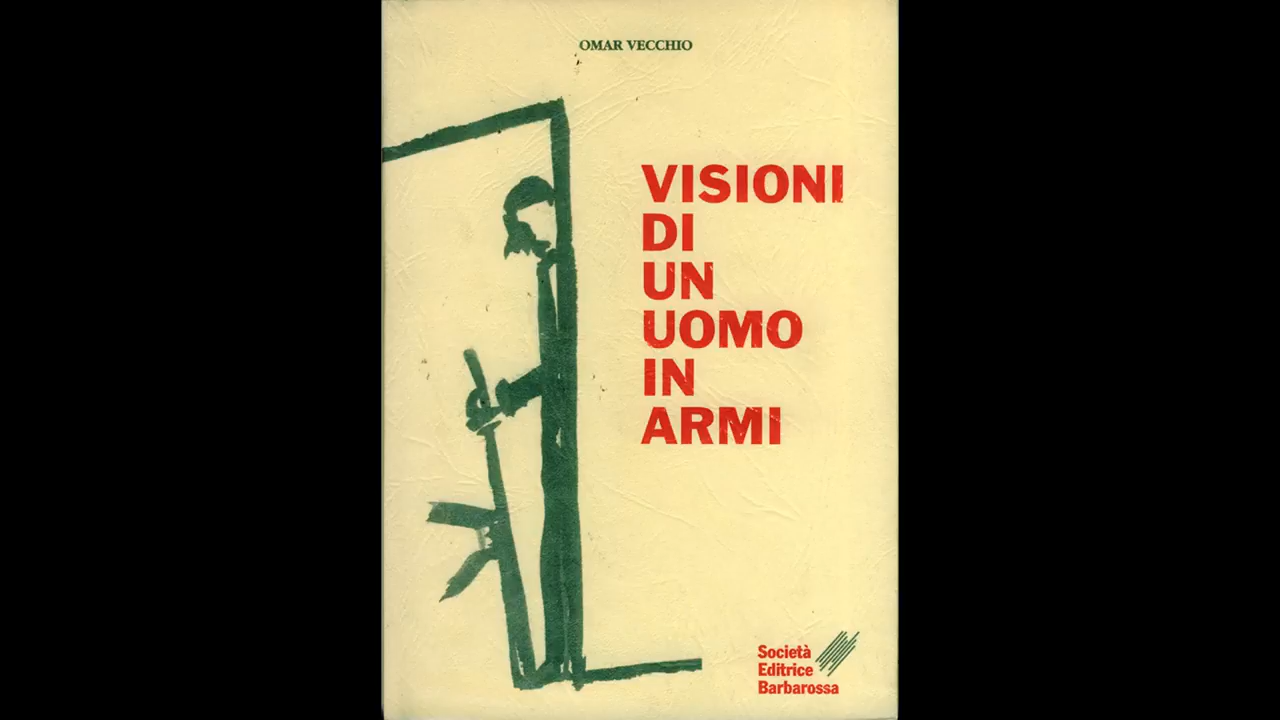 OMAR VECCHIO
VISIONI
DI
UN
UOMO
IN
ARMI
Società
Editrice
Barbarossa